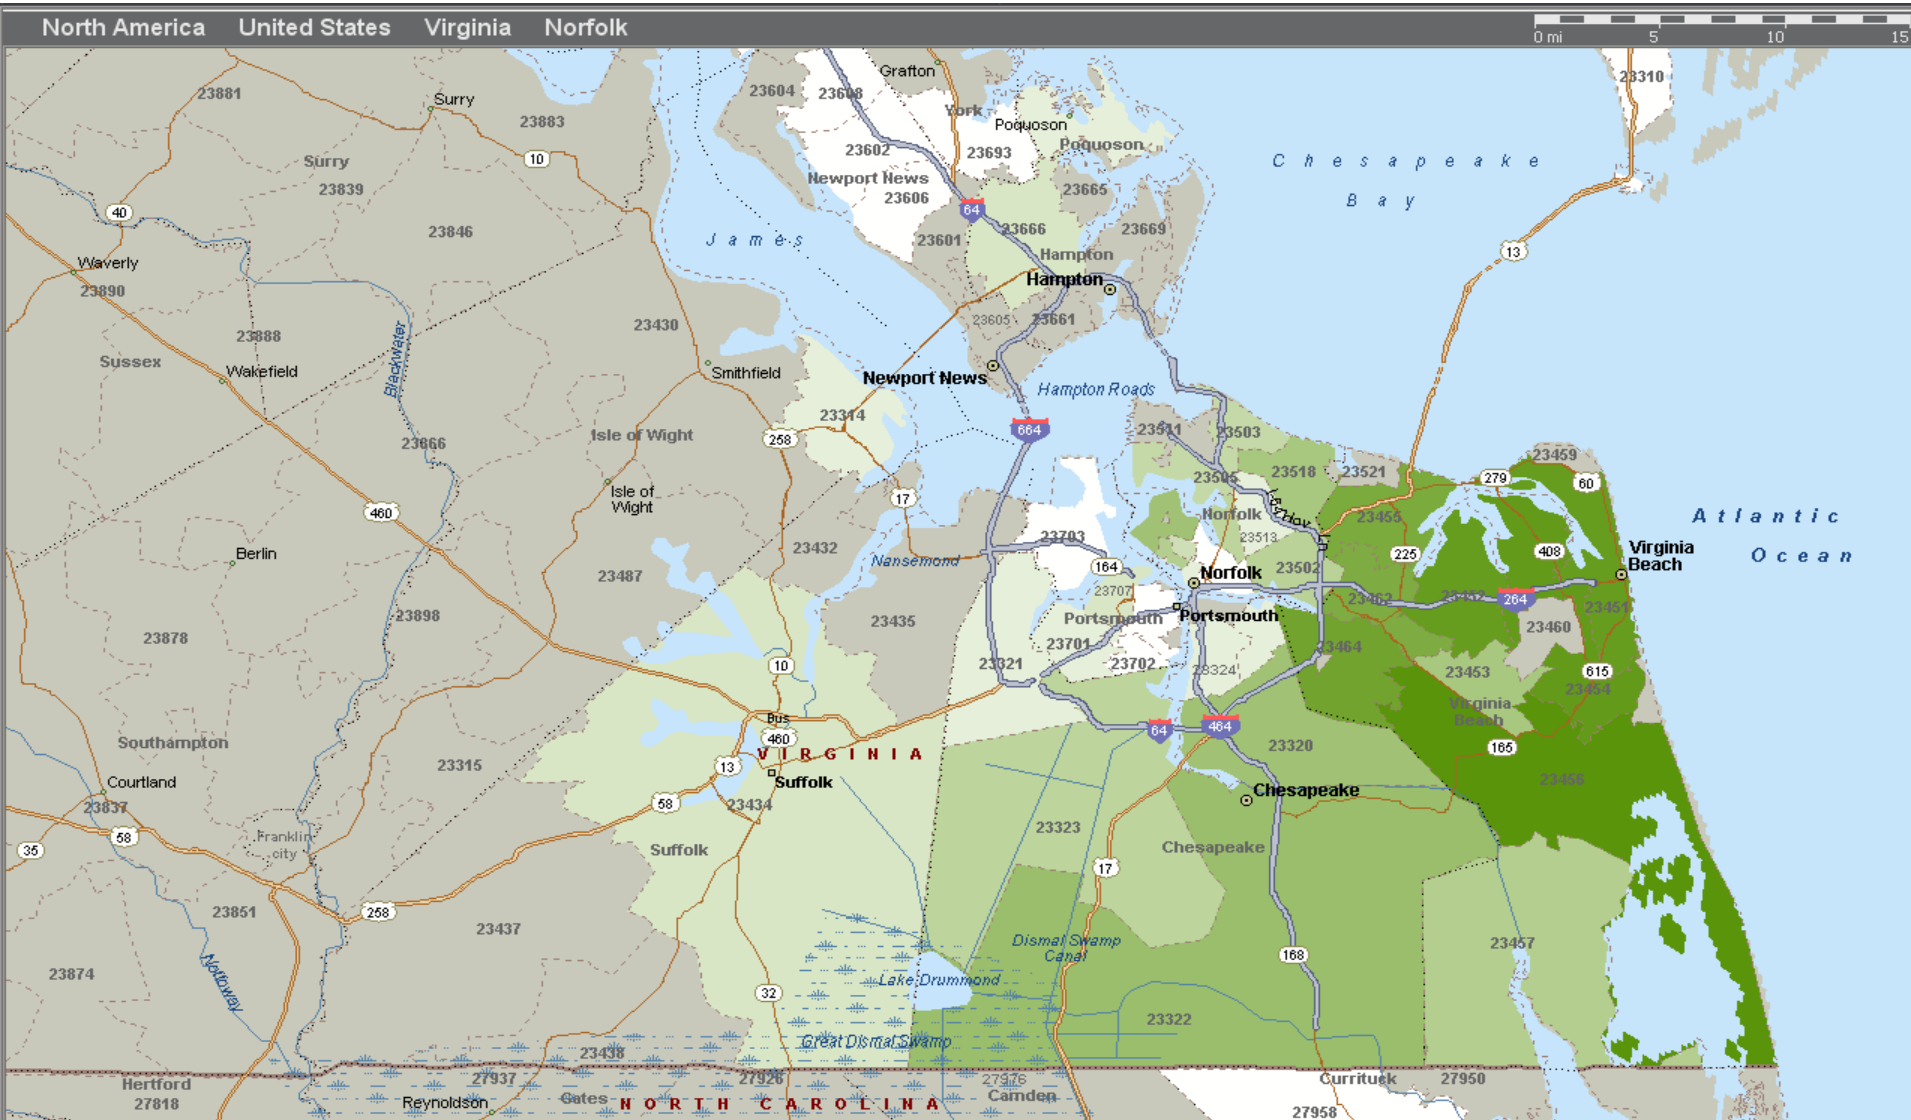 North America United States Virginia Norfolk
0 mi 5 10 15
23881
Surry
23883
10
Surry
23839
40
23846
Waverly
23890
23888
Sussex
Wakefield
Blackwater
23430
Smithfield
23866
Isle of Wight
258
460
Isle of
Wight
Berlin
23432
23487
23898
23878
23435
Southampton
Courtland
23837
23315
58
35
Franklin
city
23851
258
23437
23874
Nottoway
23438
Hertford
27818
27937
Reynoldson
Gates
NORTH CAROLINA
27926
27976
Camden
Currituck
27950
27958
Grafton
23604
23608
York
Poquoson
Poquoson
23602
23693
Newport News
23606
23665
64
23601
23666
23669
Hampton
Hampton
James
23605
23661
Newport News
Hampton Roads
23314
664
17
Nansemond
23310
Chesapeake
Bay
13
23511
23503
23505
23518
23521
23459
279
60
Norfolk
23513
23455
225
408
Virginia
Beach
Atlantic
Ocean
23703
164
Norfolk
23502
23707
Portsmouth
Portsmouth
23462
23452
264
23451
23460
23701
23702
23321
23324
23464
23453
615
23454
Virginia
Beach
165
23456
10
Bus
460
VIRGINIA
13
Suffolk
58
23434
Suffolk
64
464
23320
Chesapeake
23323
Chesapeake
17
Dismal Swamp
Canal
168
23457
Lake Drummond
32
23322
Great Dismal Swamp